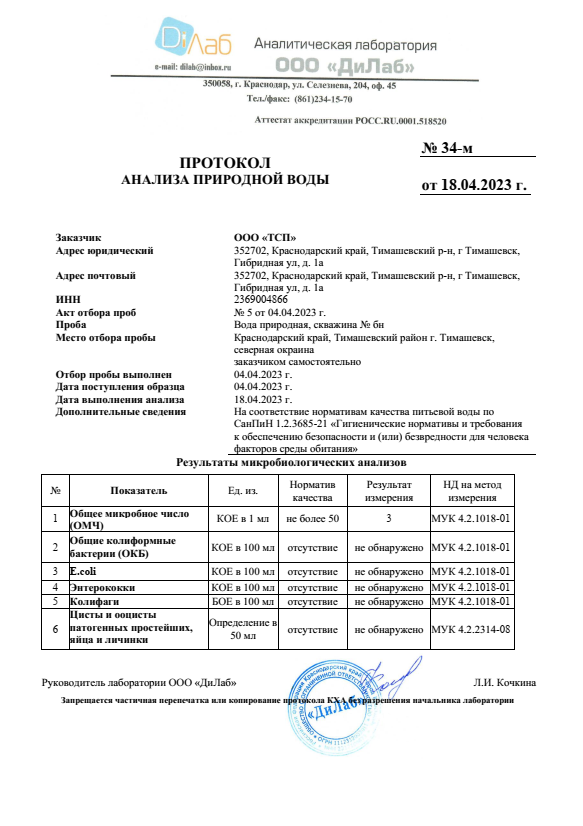 DiЛаб
e-mail: dilab@inbox.ru
Аналитическая лаборатория
ООО «ДиЛаб»
350058, г. Краснодар, ул. Селезнева, 204, оф. 45
Тел./факс: (861)234-15-70
Аттестат аккредитации РОСС.RU.0001.518520
№ 34-м
ПРОТОКОЛ
АНАЛИЗА ПРИРОДНОЙ ВОДЫ
от 18.04.2023 г.
Заказчик ООО «ТСП»
Адрес юридический 352702, Краснодарский край, Тимашевский р-н, г Тимашевск,
Гибридная ул, д. 1а
Адрес почтовый 352702, Краснодарский край, Тимашевский р-н, г Тимашевск,
Гибридная ул, д. 1а
ИНН 2369004866
Акт отбора проб № 5 от 04.04.2023 г.
Проба Вода природная, скважина № бн
Место отбора пробы Краснодарский край, Тимашевский район г. Тимашевск,
северная окраина
заказчиком самостоятельно
Отбор пробы выполнен 04.04.2023 г.
Дата поступления образца 04.04.2023 г.
Дата выполнения анализа 18.04.2023 г.
Дополнительные сведения На соответствие нормативам качества питьевой воды по
СанПиН 1.2.3685-21 «Гигиенические нормативы и требования
к обеспечению безопасности и (или) безвредности для человека
факторов среды обитания»
Результаты микробиологических анализов
№ Показатель Ед. из. Норматив качества Результат измерения НД на метод измерения
1 Общее микробное число (ОМЧ) КОЕ в 1 мл не более 50 3 МУК 4.2.1018-01
2 Общие колиформные бактерии (ОКБ) КОЕ в 100 мл отсутствие не обнаружено МУК 4.2.1018-01
3 E.coli КОЕ в 100 мл отсутствие не обнаружено МУК 4.2.1018-01
4 Энтерококки КОЕ в 100 мл отсутствие не обнаружено МУК 4.2.1018-01
5 Колифаги БОЕ в 100 мл отсутствие не обнаружено МУК 4.2.1018-01
6 Цисты и ооцисты патогенных простейших, яйца и личинки Определение в 50 мл отсутствие не обнаружено МУК 4.2.2314-08
Руководитель лаборатории ООО «ДиЛаб» Л.И. Кочкина
Запрещается частичная перепечатка или копирование протокола КХА без разрешения начальника лаборатории
«ДиЛаб»